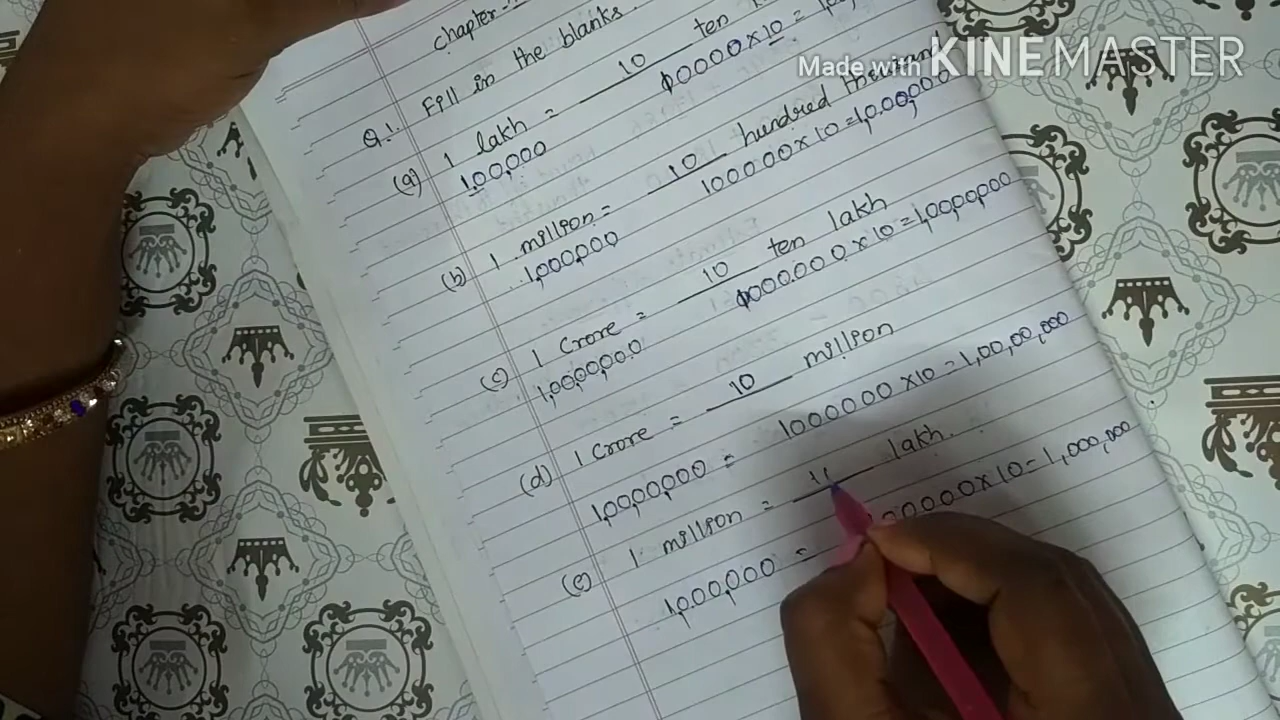 Made with KINEMASTER
Chapter
Q.1. Fill in the blanks.
(a) 1 lakh = 10 ten
1,00,000 10000 x 10 =
(b) 1 million = 10 hundred thousand
1,000,000 100000 x 10 = 10,00,000
(c) 1 Crore = 10 ten lakh
1,00,00,000 1000000 x 10 = 1,00,00,000
(d) 1 Crore = 10 million
1,00,00,000 = 1000000 x 10 = 1,00,00,000
(e) 1 million = lakh.
1,000,000 = 100000 x 10 = 1,000,000